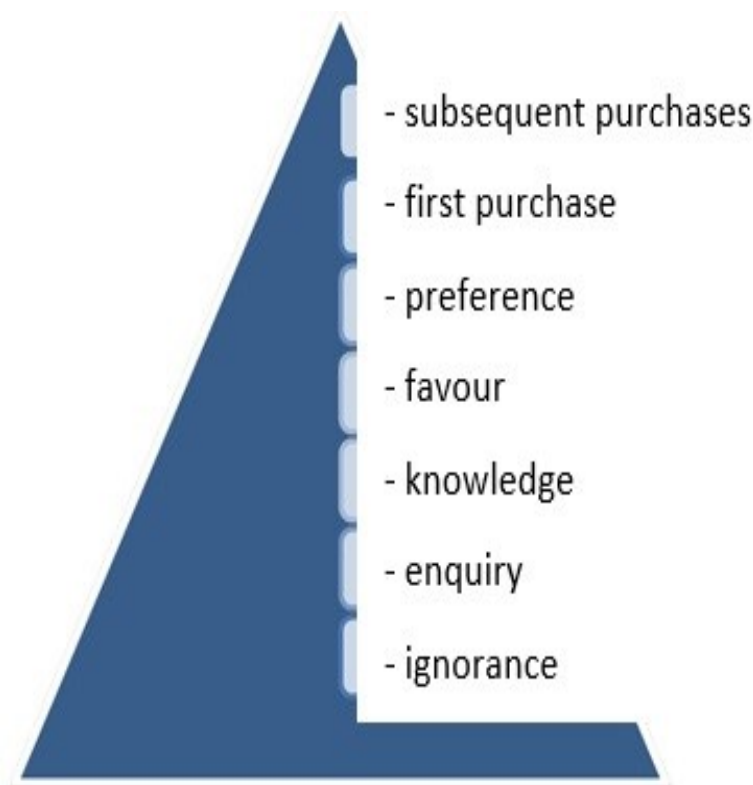 - subsequent purchases
- first purchase
- preference
- favour
- knowledge
- enquiry
- ignorance